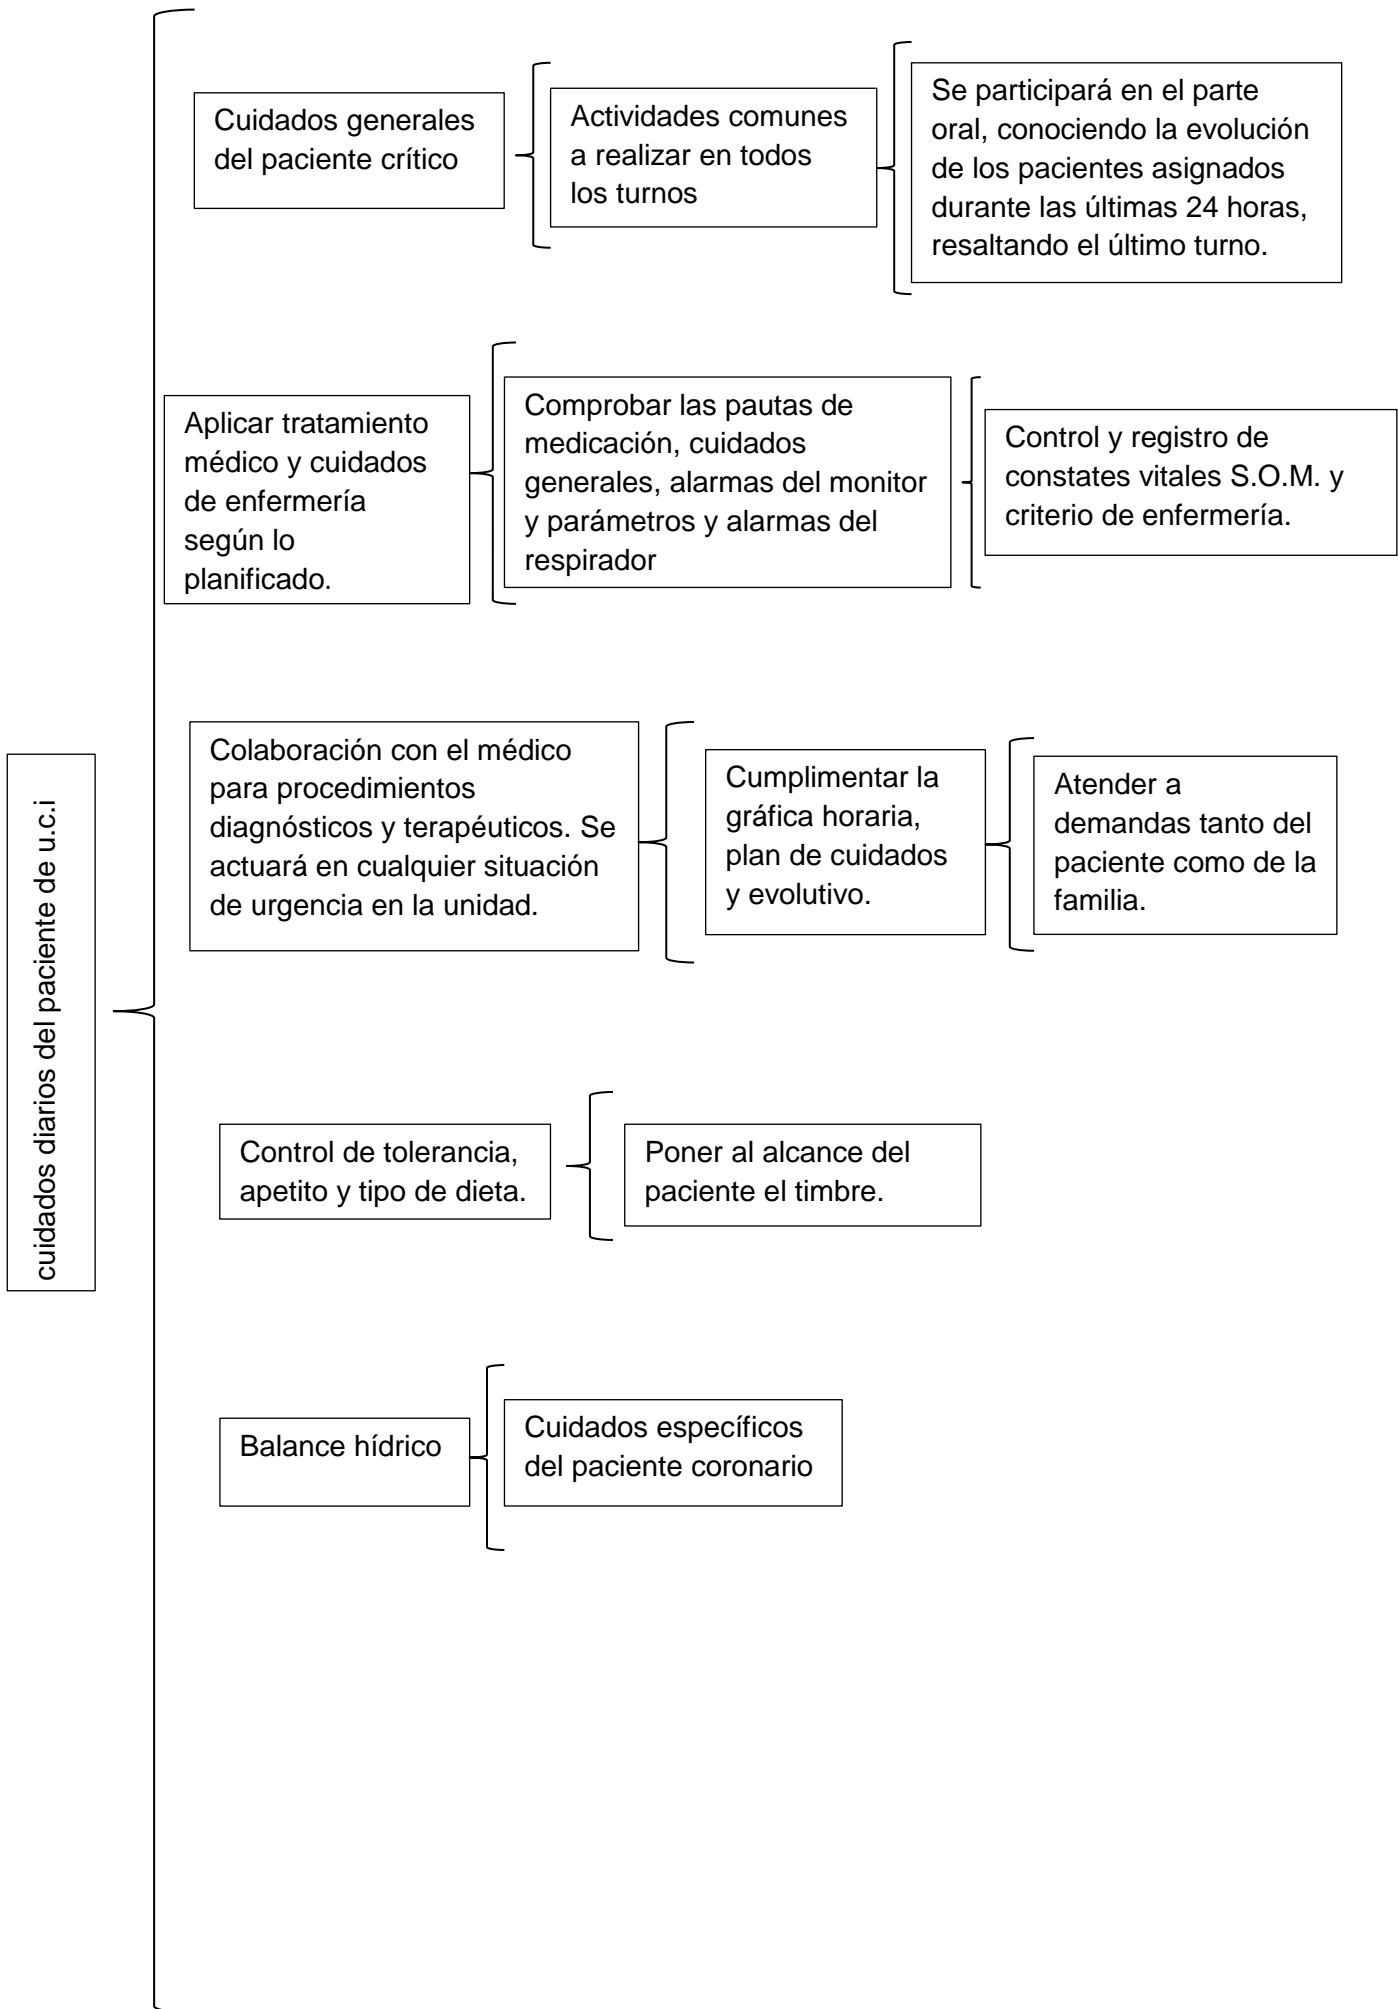 cuidados diarios del paciente de u.c.i
Cuidados generales
del paciente crítico
Actividades comunes
a realizar en todos
los turnos
Se participará en el parte
oral, conociendo la evolución
de los pacientes asignados
durante las últimas 24 horas,
resaltando el último turno.
Aplicar tratamiento
médico y cuidados
de enfermería
según lo
planificado.
Comprobar las pautas de
medicación, cuidados
generales, alarmas del monitor
y parámetros y alarmas del
respirador
Control y registro de
constates vitales S.O.M. y
criterio de enfermería.
Colaboración con el médico
para procedimientos
diagnósticos y terapéuticos. Se
actuará en cualquier situación
de urgencia en la unidad.
Cumplimentar la
gráfica horaria,
plan de cuidados
y evolutivo.
Atender a
demandas tanto del
paciente como de la
familia.
Control de tolerancia,
apetito y tipo de dieta.
Poner al alcance del
paciente el timbre.
Balance hídrico
Cuidados específicos
del paciente coronario